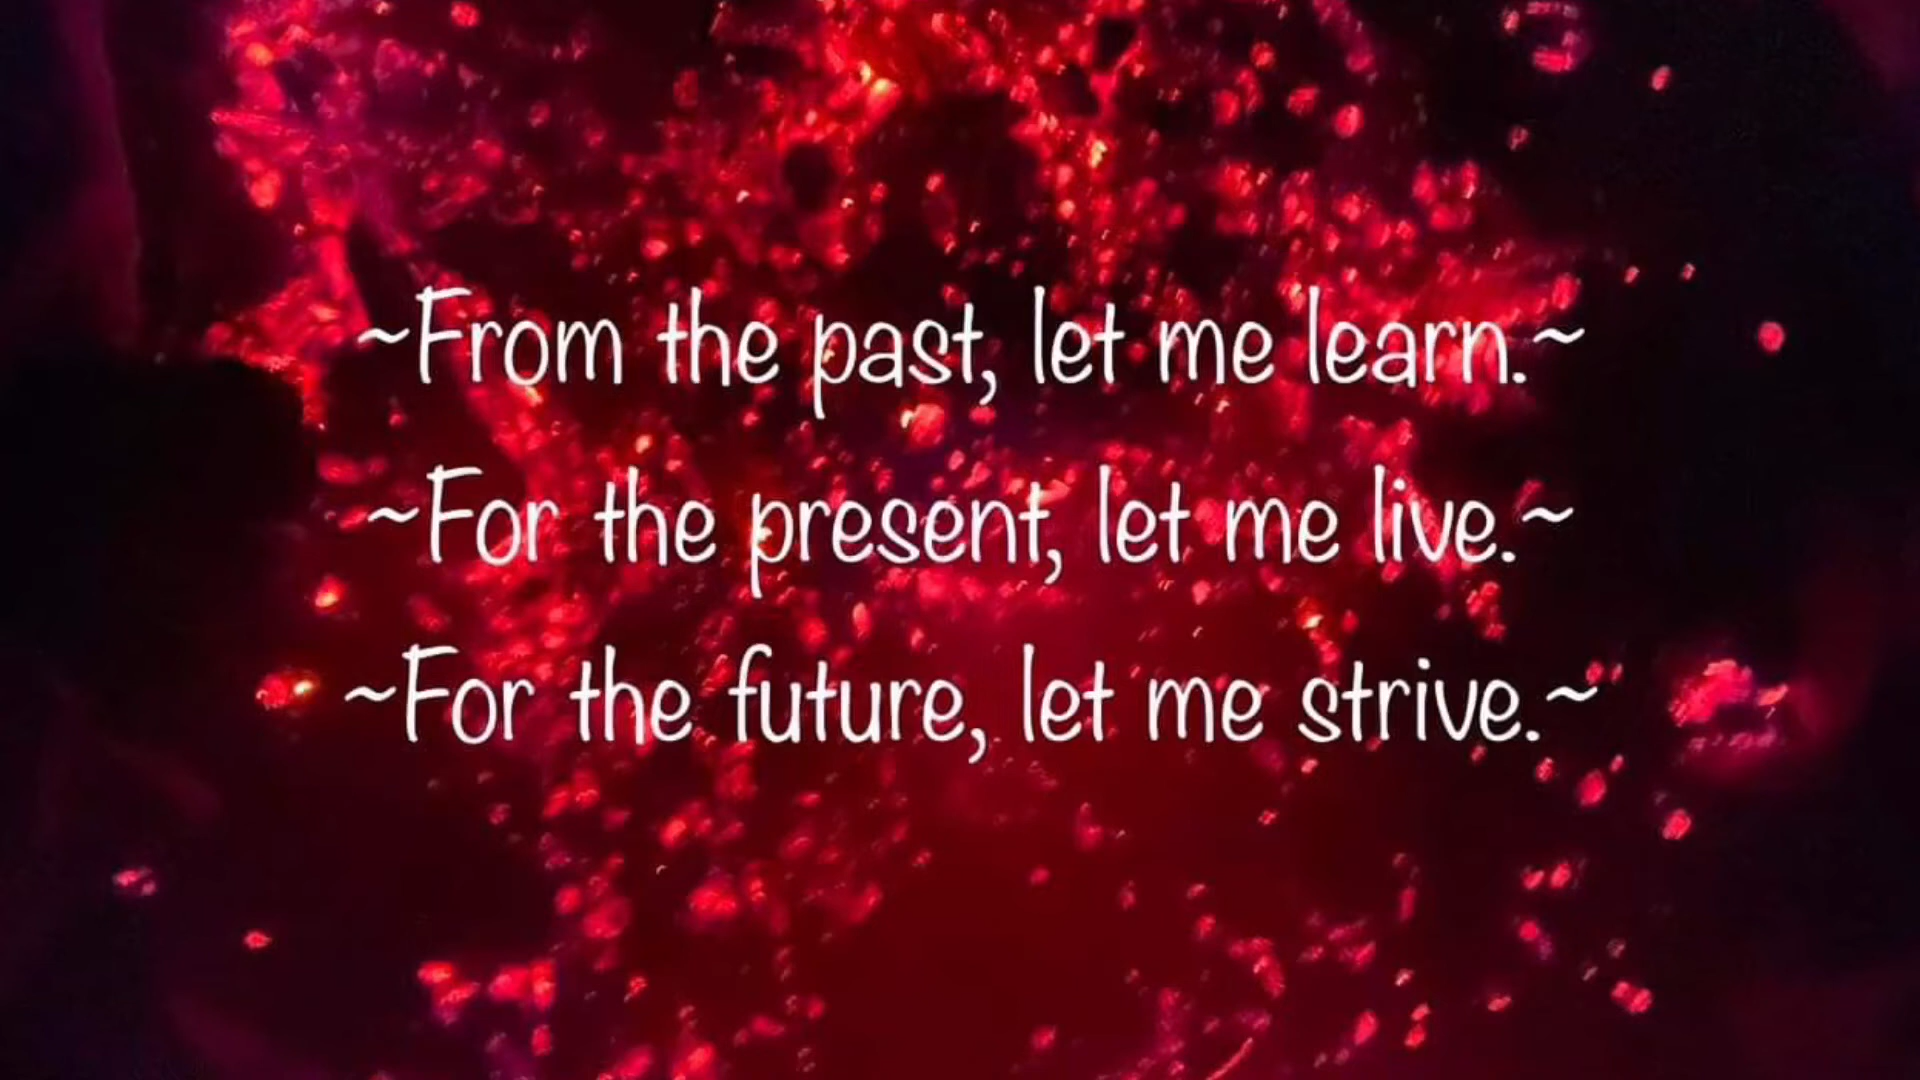 ~From the past, let me learn.~
~For the present, let me live.~
~For the future, let me strive.~